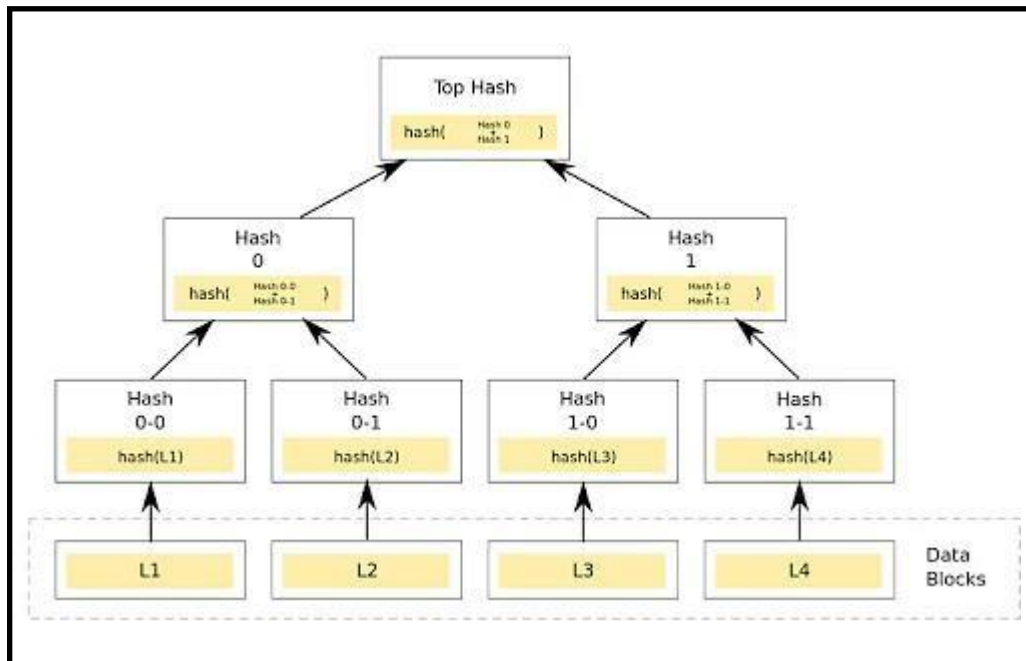 Top Hash
hash( Hash 0 + Hash 1 )
Hash
0
hash( Hash 0-0 + Hash 0-1 )
Hash
1
hash( Hash 1-0 + Hash 1-1 )
Hash
0-0
hash(L1)
Hash
0-1
hash(L2)
Hash
1-0
hash(L3)
Hash
1-1
hash(L4)
L1
L2
L3
L4
Data
Blocks